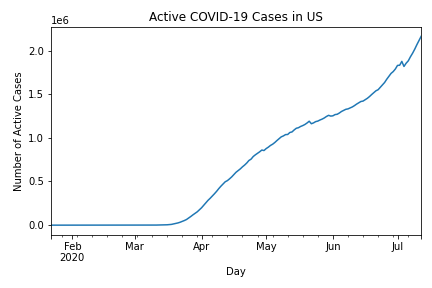 Active COVID-19 Cases in US
1e6
Number of Active Cases
2.0
1.5
1.0
0.5
0.0
Feb Mar Apr May Jun Jul
2020
Day